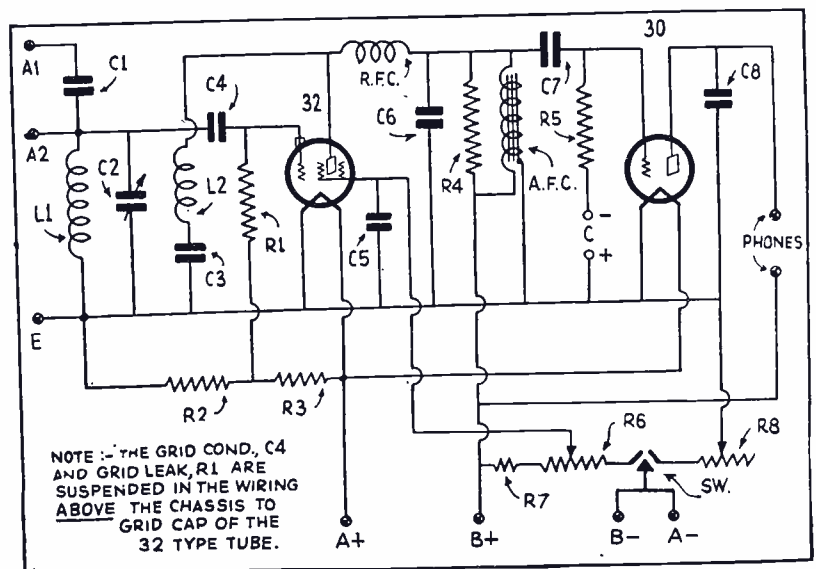 30
A1
C1
C4
R.F.C.
32
C7
C8
A2
C6
R5
C2
L2
R4
A.F.C.
L1
R1
C5
C
-
+
PHONES
C3
E
R2
R3
R6
R8
NOTE:- THE GRID COND., C4
AND GRID LEAK, R1 ARE
SUSPENDED IN THE WIRING
ABOVE THE CHASSIS TO
GRID CAP OF THE
32 TYPE TUBE.
R7
SW.
A+
B+
B-
A-